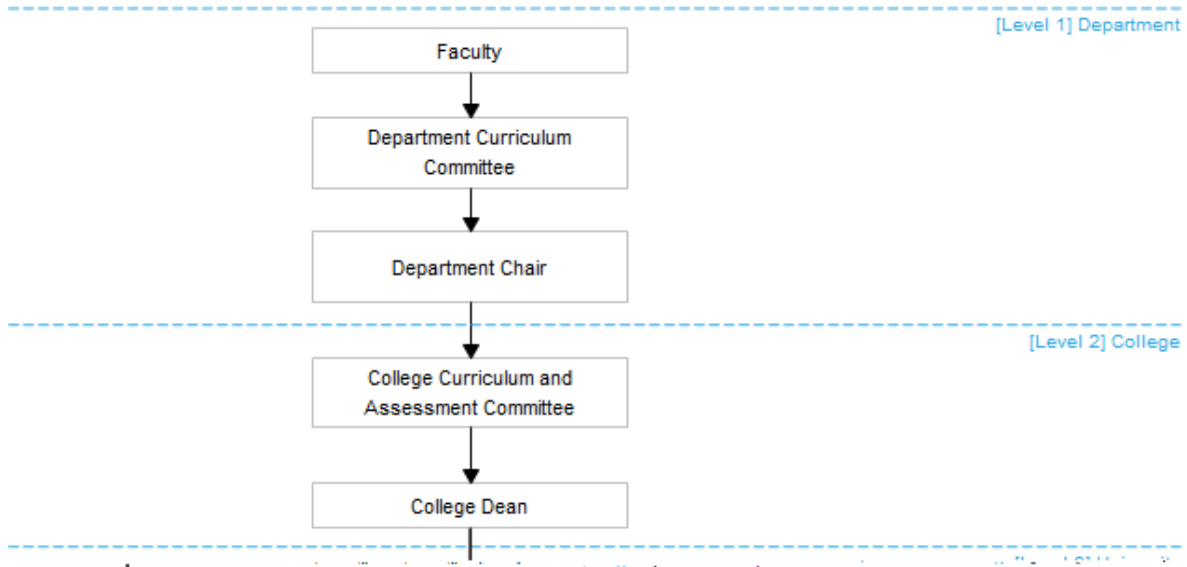 [Level 1] Department
Faculty
Department Curriculum
Committee
Department Chair
[Level 2] College
College Curriculum and
Assessment Committee
College Dean